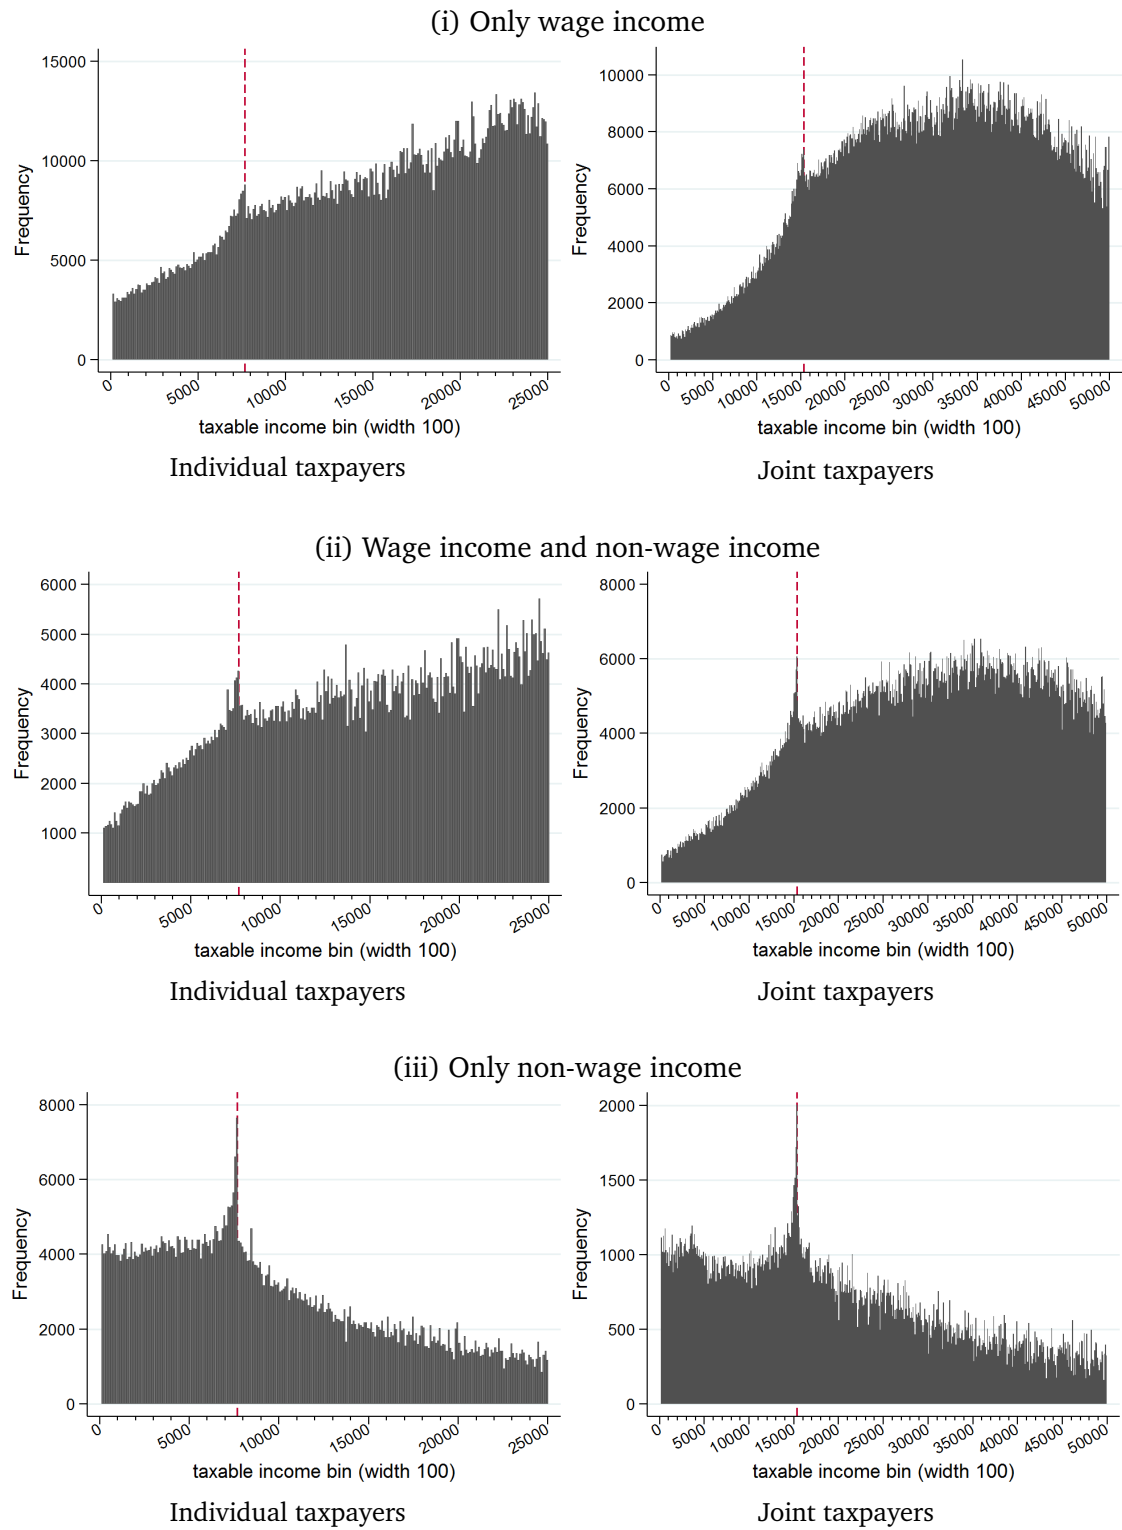 (i) Only wage income
15000
10000
5000
0
Frequency
0 5000 10000 15000 20000 25000
taxable income bin (width 100)
Individual taxpayers
10000
8000
6000
4000
2000
0
Frequency
0 5000 10000 15000 20000 25000 30000 35000 40000 45000 50000
taxable income bin (width 100)
Joint taxpayers
(ii) Wage income and non-wage income
6000
5000
4000
3000
2000
1000
Frequency
0 5000 10000 15000 20000 25000
taxable income bin (width 100)
Individual taxpayers
8000
6000
4000
2000
0
Frequency
0 5000 10000 15000 20000 25000 30000 35000 40000 45000 50000
taxable income bin (width 100)
Joint taxpayers
(iii) Only non-wage income
8000
6000
4000
2000
0
Frequency
0 5000 10000 15000 20000 25000
taxable income bin (width 100)
Individual taxpayers
2000
1500
1000
500
0
Frequency
0 5000 10000 15000 20000 25000 30000 35000 40000 45000 50000
taxable income bin (width 100)
Joint taxpayers